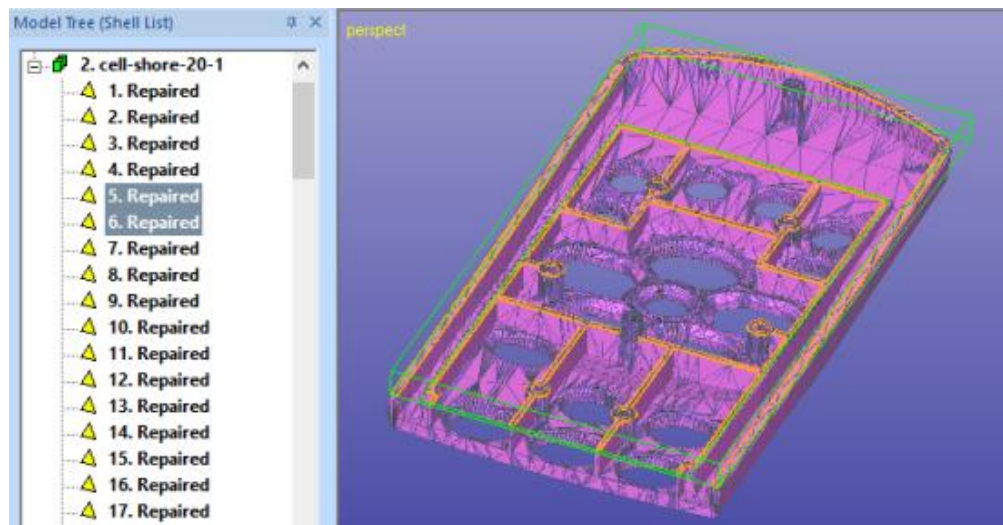 Model Tree (Shell List)
2. cell-shore-20-1
1. Repaired
2. Repaired
3. Repaired
4. Repaired
5. Repaired
6. Repaired
7. Repaired
8. Repaired
9. Repaired
10. Repaired
11. Repaired
12. Repaired
13. Repaired
14. Repaired
15. Repaired
16. Repaired
17. Repaired
perspect